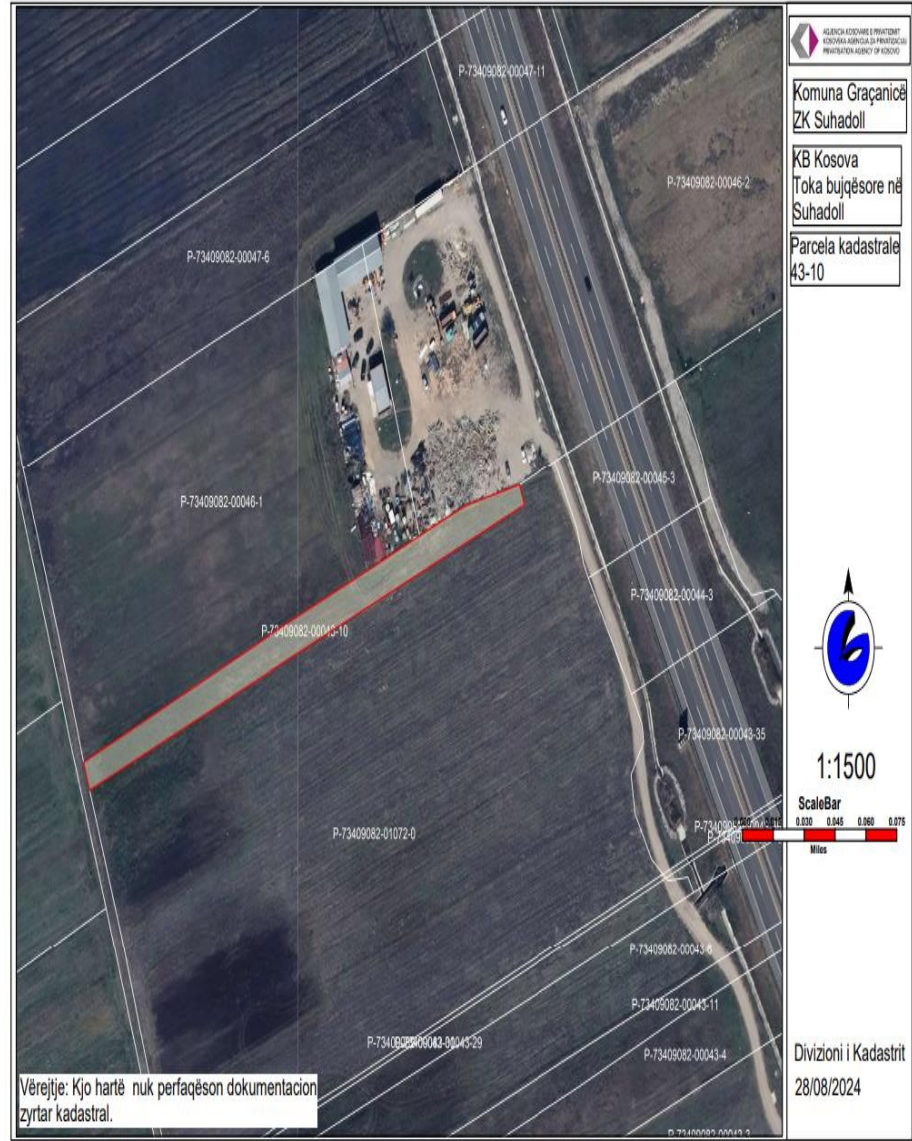 P-73409082-00047-11
P-73409082-00046-2
P-73409082-00047-6
P-73409082-00046-1
P-73409082-00045-3
P-73409082-00044-3
P-73409082-00043-10
P-73409082-00043-35
P-73409082-01072-0
P-73409082-00043-6
P-73409082-00043-11
P-73409082-00043-4
Vërejtje: Kjo hartë nuk perfaqëson dokumentacion
zyrtar kadastral.
AGJENCIA KOSOVARE E PRIVATIZIMIT
KOSOVSKA AGENCIJA ZA PRIVATIZACIJU
PRIVATISATION AGENCY OF KOSOVO
Komuna Graçanicë
ZK Suhadoll
KB Kosova
Toka bujqësore në
Suhadoll
Parcela kadastrale
43-10
1:1500
ScaleBar
0.030 0.045 0.060 0.075
Miles
Divizioni i Kadastrit
28/08/2024